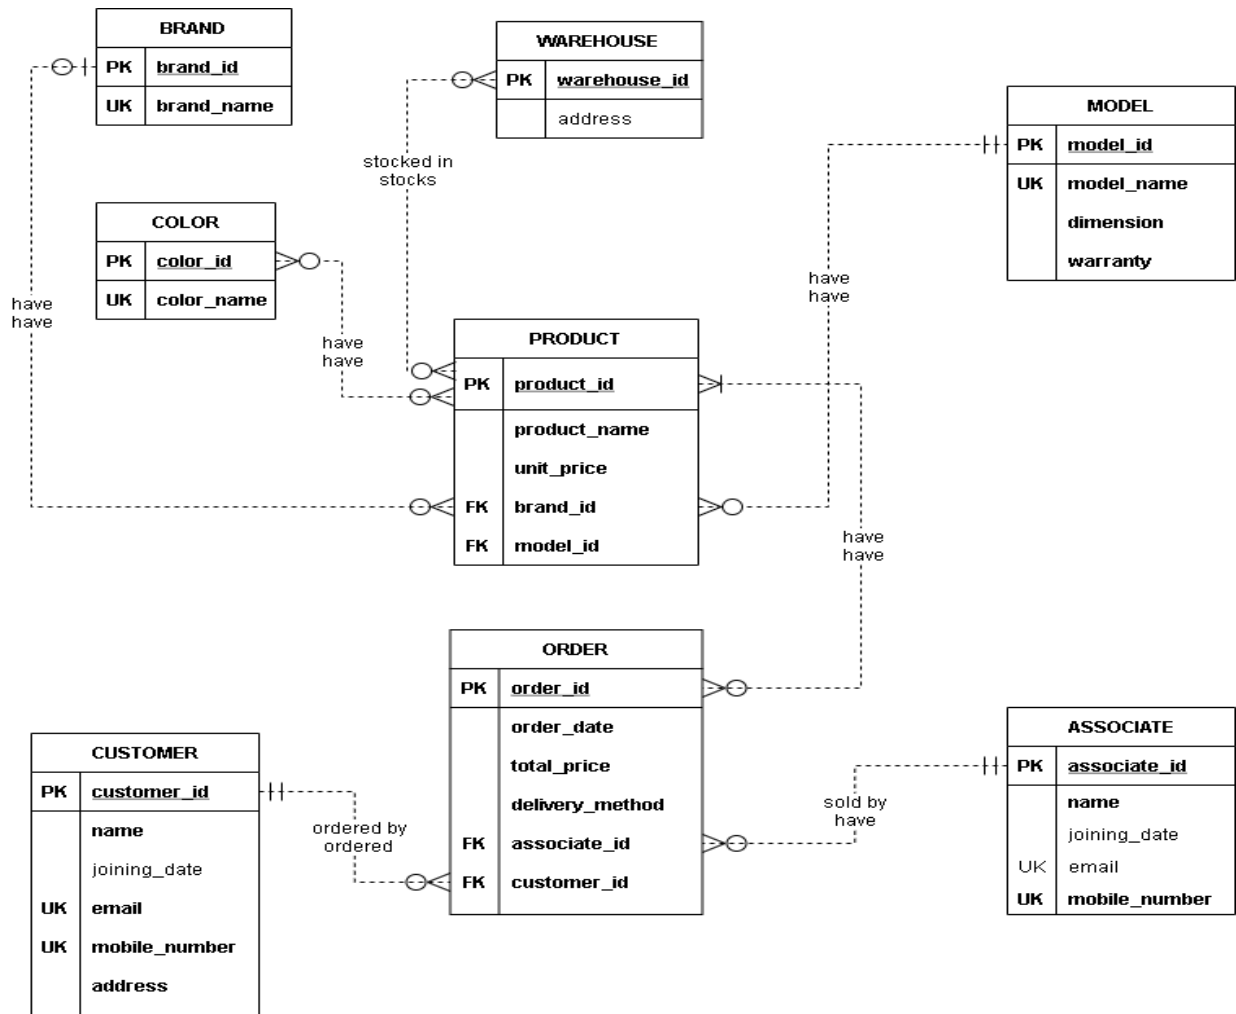 BRAND
PK brand_id
UK brand_name
WAREHOUSE
PK warehouse_id
address
MODEL
PK model_id
UK model_name
dimension
warranty
stocked in
stocks
COLOR
PK color_id
UK color_name
have
have
have
have
have
have
PRODUCT
PK product_id
product_name
unit_price
FK brand_id
FK model_id
have
have
ORDER
PK order_id
order_date
total_price
delivery_method
FK associate_id
FK customer_id
CUSTOMER
PK customer_id
name
joining_date
UK email
UK mobile_number
address
ordered by
ordered
sold by
have
ASSOCIATE
PK associate_id
name
joining_date
UK email
UK mobile_number